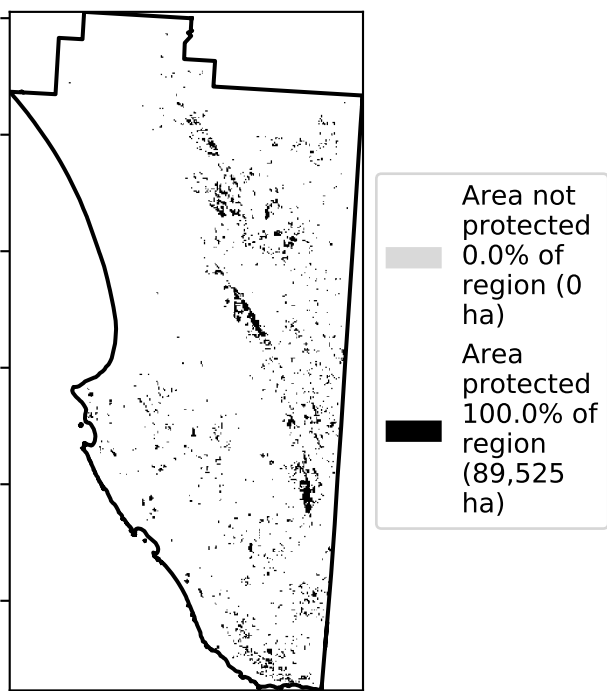 Area not
protected
0.0% of
region (0
ha)
Area
protected
100.0% of
region
(89,525
ha)